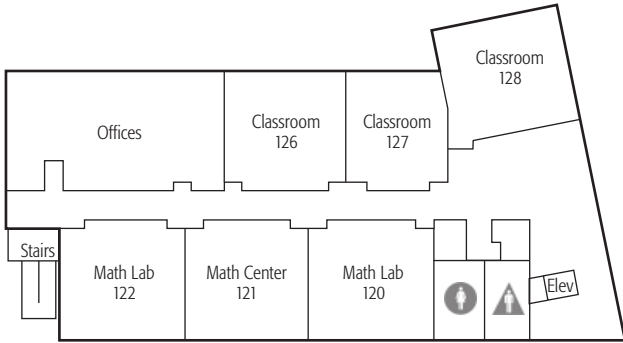 Classroom
128
Offices
Classroom
126
Classroom
127
Stairs
Math Lab
122
Math Center
121
Math Lab
120
Elev